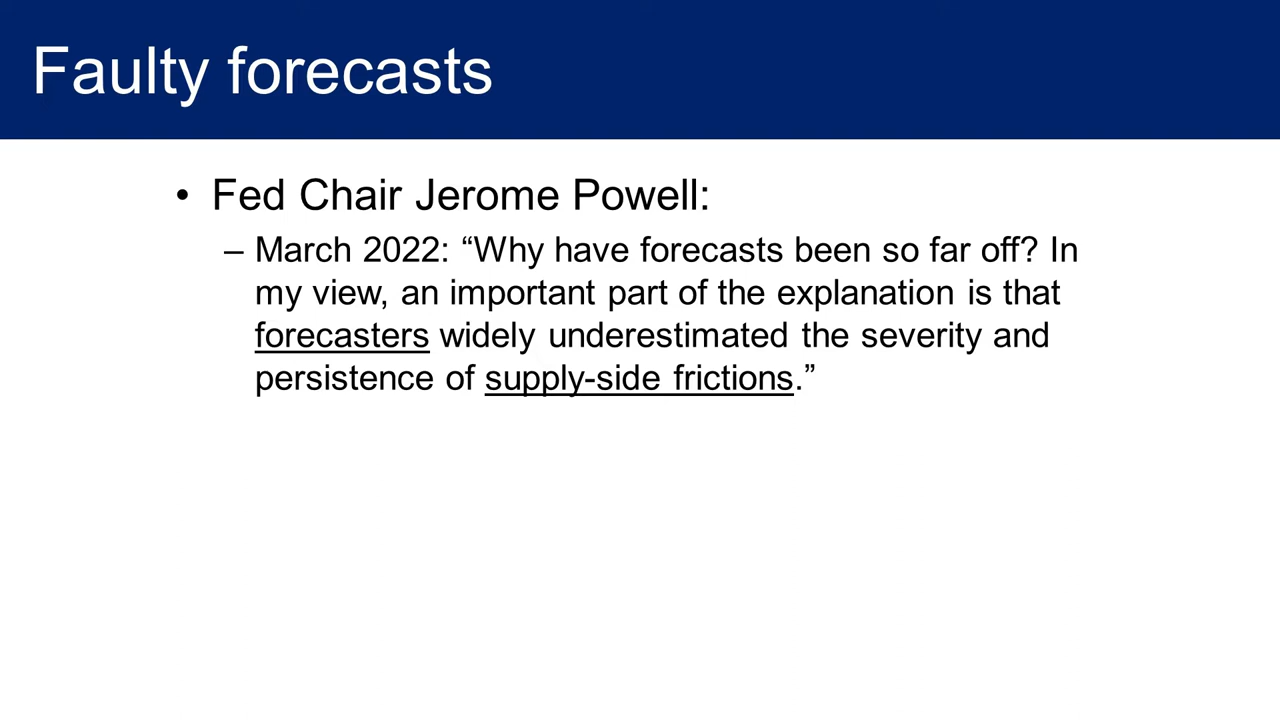 Faulty forecasts
• Fed Chair Jerome Powell:
– March 2022: “Why have forecasts been so far off? In
my view, an important part of the explanation is that
forecasters widely underestimated the severity and
persistence of supply-side frictions.”